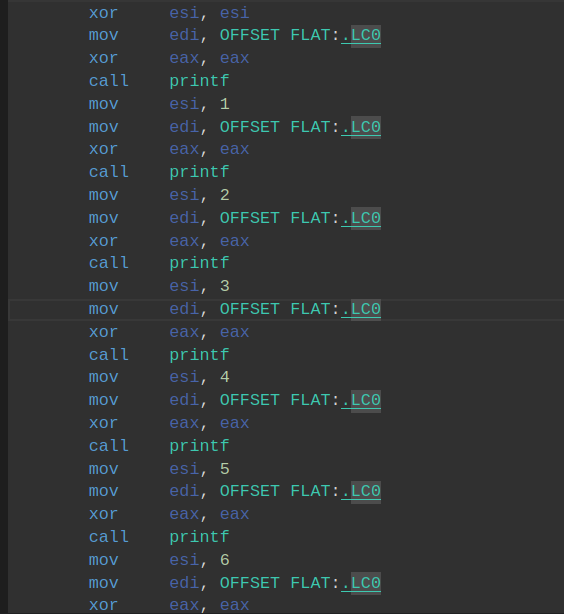 xor esi, esi
mov edi, OFFSET FLAT:.LC0
xor eax, eax
call printf
mov esi, 1
mov edi, OFFSET FLAT:.LC0
xor eax, eax
call printf
mov esi, 2
mov edi, OFFSET FLAT:.LC0
xor eax, eax
call printf
mov esi, 3
mov edi, OFFSET FLAT:.LC0
xor eax, eax
call printf
mov esi, 4
mov edi, OFFSET FLAT:.LC0
xor eax, eax
call printf
mov esi, 5
mov edi, OFFSET FLAT:.LC0
xor eax, eax
call printf
mov esi, 6
mov edi, OFFSET FLAT:.LC0
xor eax, eax